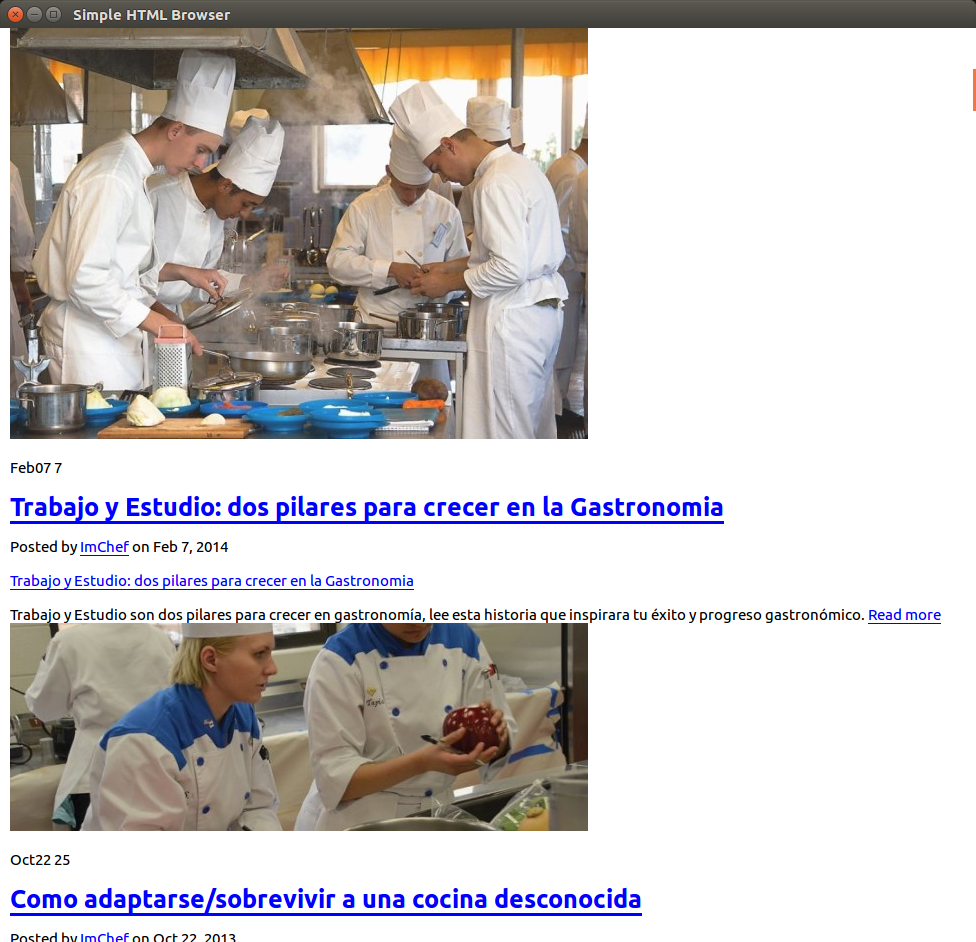 Simple HTML Browser
Feb07 7
Trabajo y Estudio: dos pilares para crecer en la Gastronomia
Posted by ImChef on Feb 7, 2014
Trabajo y Estudio: dos pilares para crecer en la Gastronomia
Trabajo y Estudio son dos pilares para crecer en gastronomía, lee esta historia que inspirara tu éxito y progreso gastronómico. Read more
Oct22 25
Como adaptarse/sobrevivir a una cocina desconocida
Posted by ImChef on Oct 22, 2013